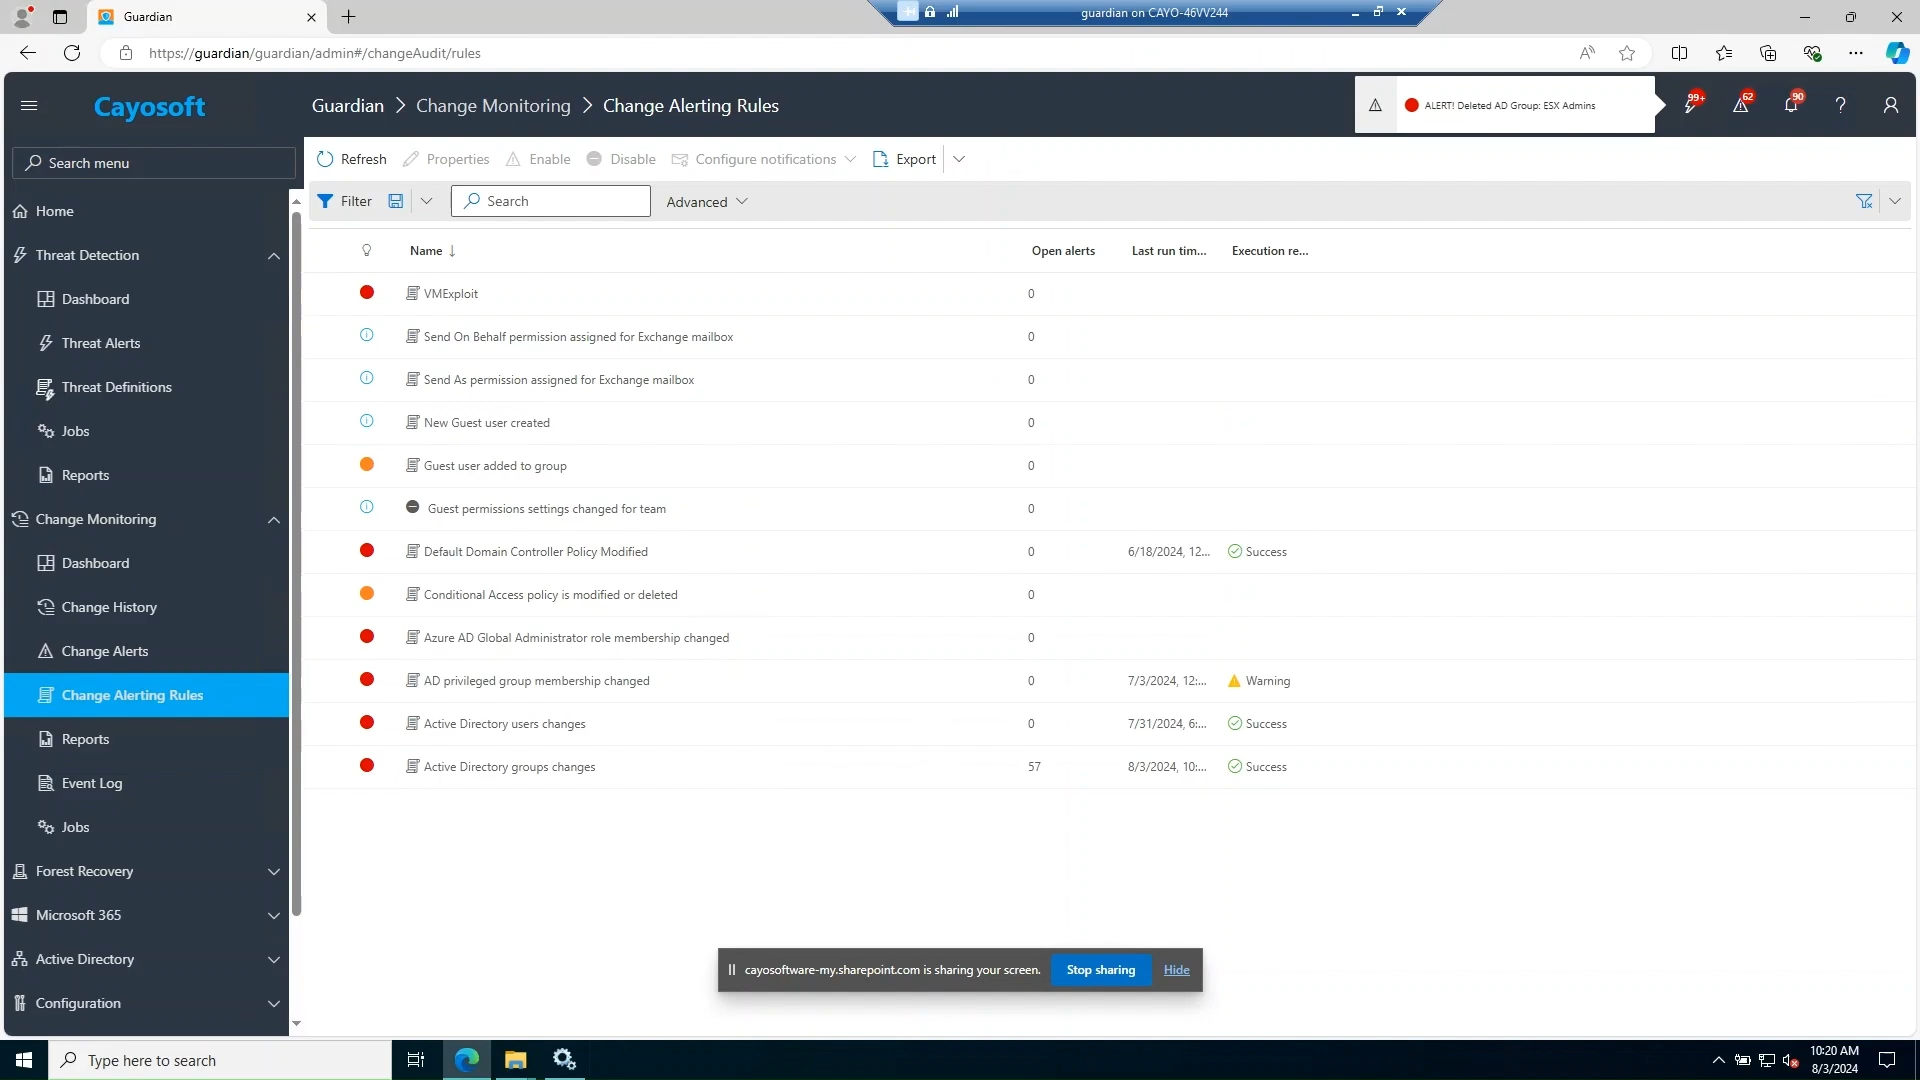 Guardian
guardian on CAYO-46VV244
https://guardian/guardian/admin#/changeAudit/rules
Cayosoft
Guardian > Change Monitoring > Change Alerting Rules
ALERT! Deleted AD Group: ESX Admins
99+
62
90
Search menu
Refresh
Properties
Enable
Disable
Configure notifications
Export
Filter
Search
Advanced
Home
Threat Detection
Dashboard
Threat Alerts
Threat Definitions
Jobs
Reports
Change Monitoring
Dashboard
Change History
Change Alerts
Change Alerting Rules
Reports
Event Log
Jobs
Forest Recovery
Microsoft 365
Active Directory
Configuration
Name ↓ Open alerts Last run tim... Execution re...
VMExploit 0
Send On Behalf permission assigned for Exchange mailbox 0
Send As permission assigned for Exchange mailbox 0
New Guest user created 0
Guest user added to group 0
Guest permissions settings changed for team 0
Default Domain Controller Policy Modified 0 6/18/2024, 12... Success
Conditional Access policy is modified or deleted 0
Azure AD Global Administrator role membership changed 0
AD privileged group membership changed 0 7/3/2024, 12:... Warning
Active Directory users changes 0 7/31/2024, 6:... Success
Active Directory groups changes 57 8/3/2024, 10:... Success
cayosoftware-my.sharepoint.com is sharing your screen.
Stop sharing
Hide
Type here to search
10:20 AM
8/3/2024